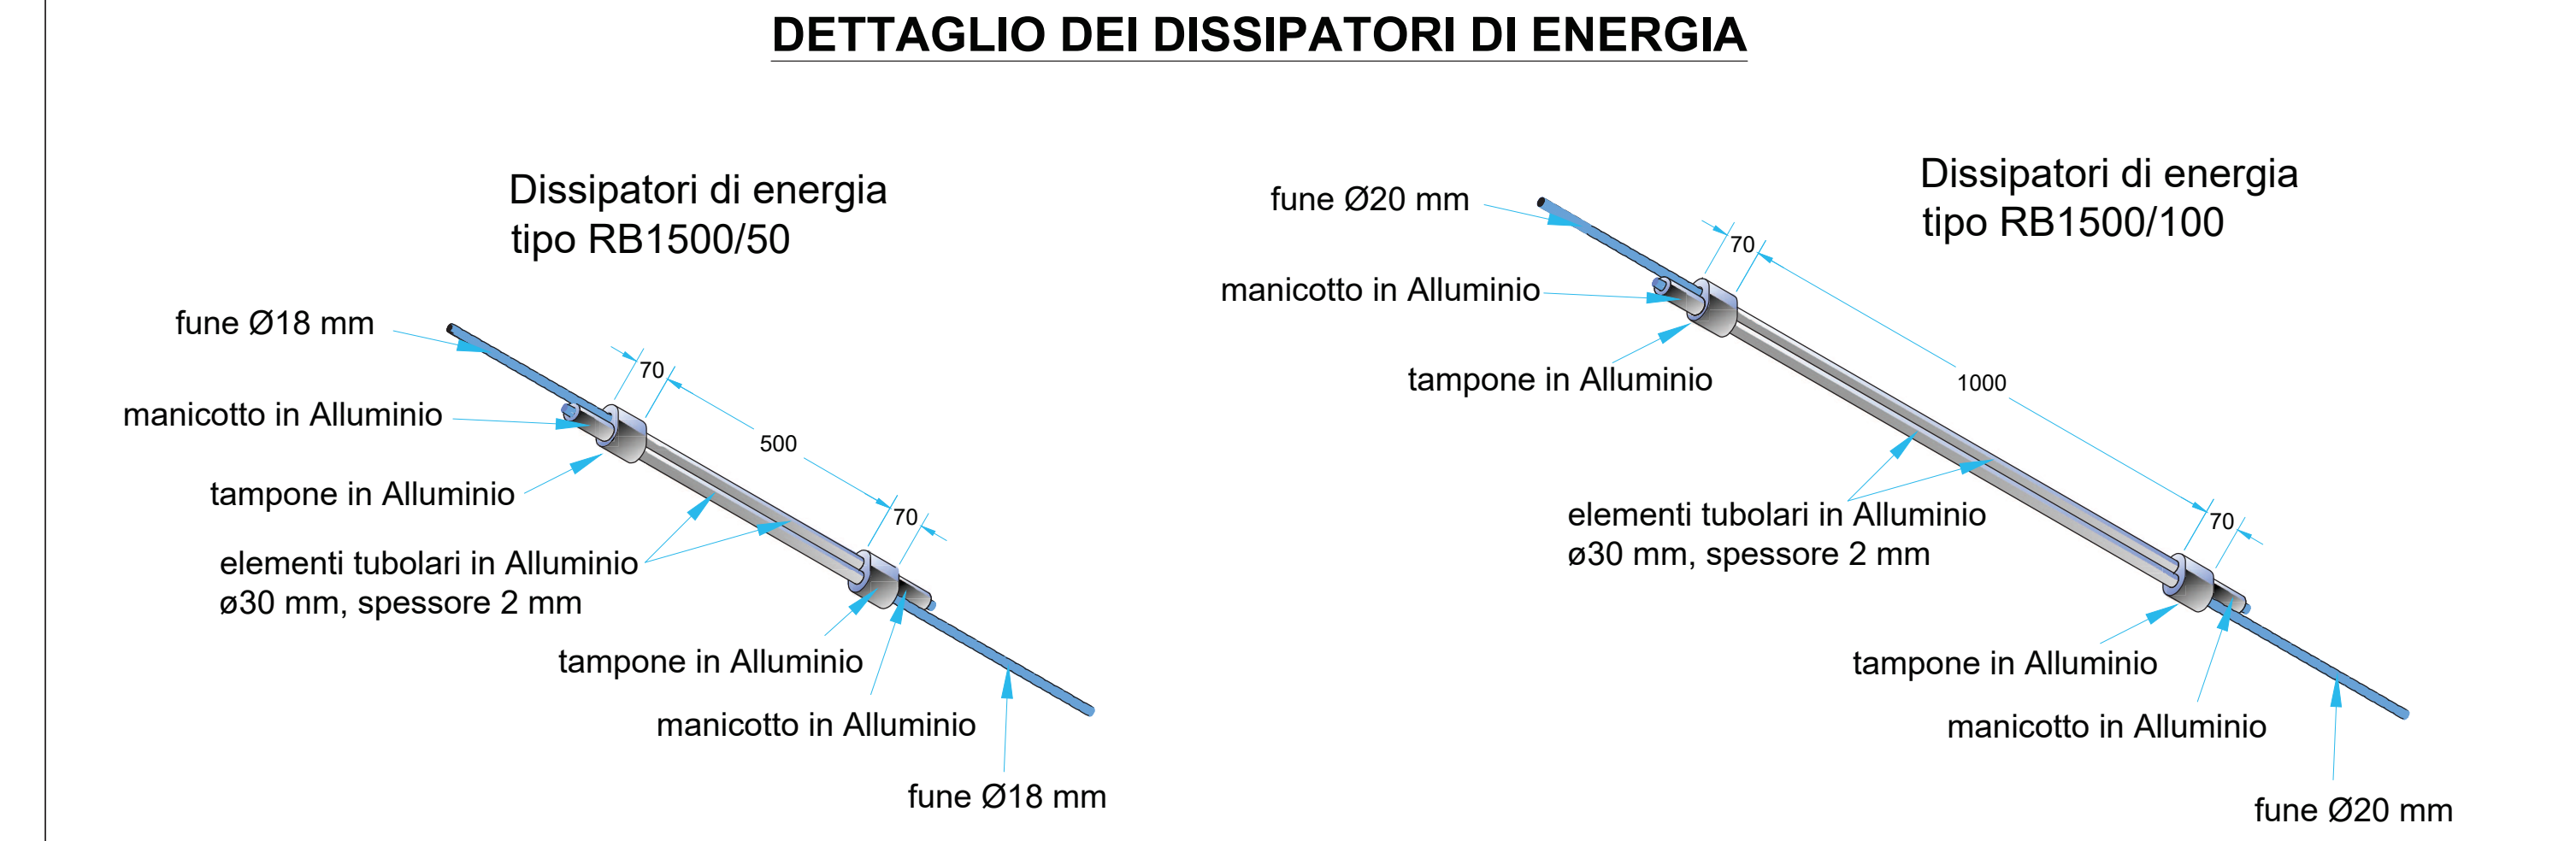 DETTAGLIO DEI DISSIPATORI DI ENERGIA
Dissipatori di energia
tipo RB1500/50
fune Ø18 mm
70
manicotto in Alluminio
500
tampone in Alluminio
70
elementi tubolari in Alluminio
ø30 mm, spessore 2 mm
tampone in Alluminio
manicotto in Alluminio
fune Ø18 mm
Dissipatori di energia
tipo RB1500/100
fune Ø20 mm
70
manicotto in Alluminio
tampone in Alluminio
1000
elementi tubolari in Alluminio
ø30 mm, spessore 2 mm
70
tampone in Alluminio
manicotto in Alluminio
fune Ø20 mm